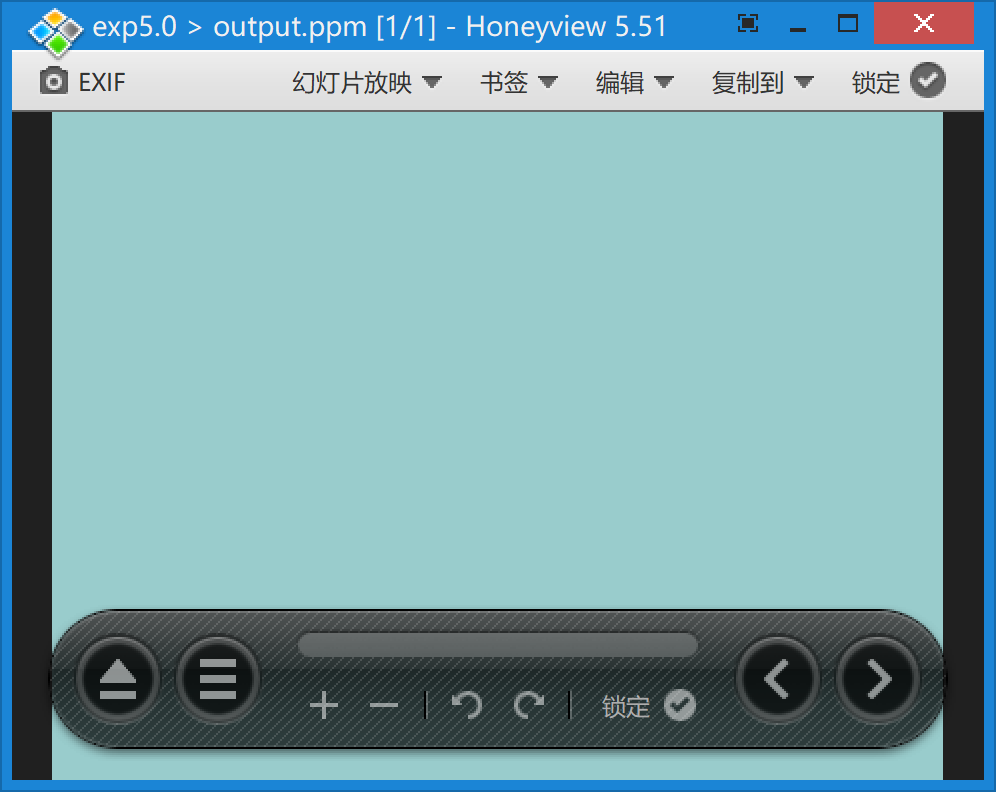 exp5.0 > output.ppm [1/1] - Honeyview 5.51
EXIF 幻灯片放映 书签 编辑 复制到 锁定
锁定